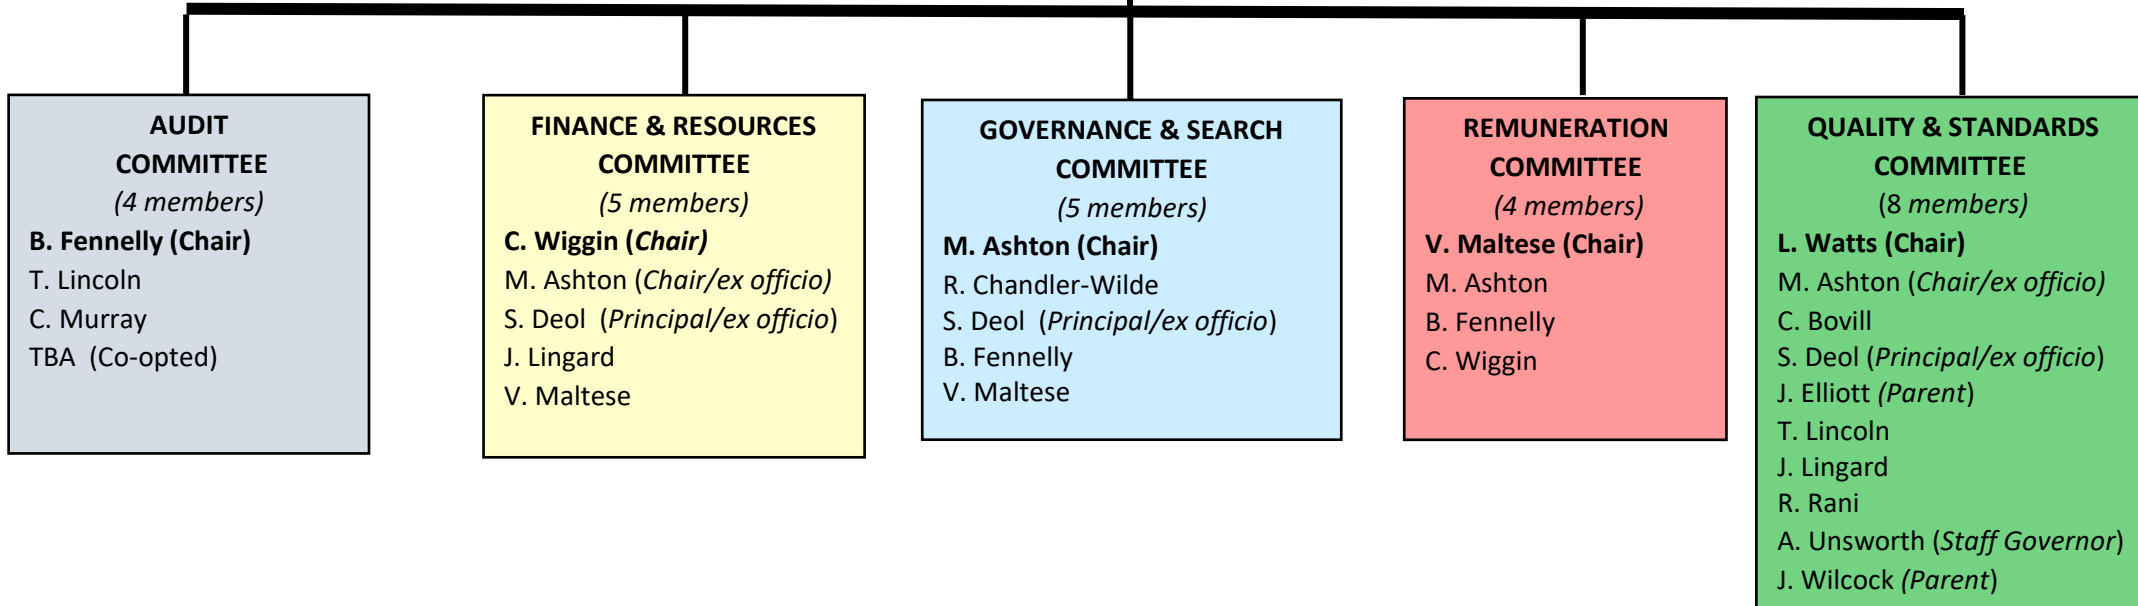 AUDIT
COMMITTEE
(4 members)
B. Fennelly (Chair)
T. Lincoln
C. Murray
TBA  (Co-opted)
FINANCE & RESOURCES
COMMITTEE
(5 members)
C. Wiggin (Chair)
M. Ashton (Chair/ex officio)
S. Deol  (Principal/ex officio)
J. Lingard
V. Maltese
GOVERNANCE & SEARCH
COMMITTEE
(5 members)
M. Ashton (Chair)
R. Chandler-Wilde
S. Deol  (Principal/ex officio)
B. Fennelly
V. Maltese
REMUNERATION
COMMITTEE
(4 members)
V. Maltese (Chair)
M. Ashton
B. Fennelly
C. Wiggin
QUALITY & STANDARDS
COMMITTEE
(8 members)
L. Watts (Chair)
M. Ashton (Chair/ex officio)
C. Bovill
S. Deol (Principal/ex officio)
J. Elliott (Parent)
T. Lincoln
J. Lingard
R. Rani
A. Unsworth (Staff Governor)
J. Wilcock (Parent)